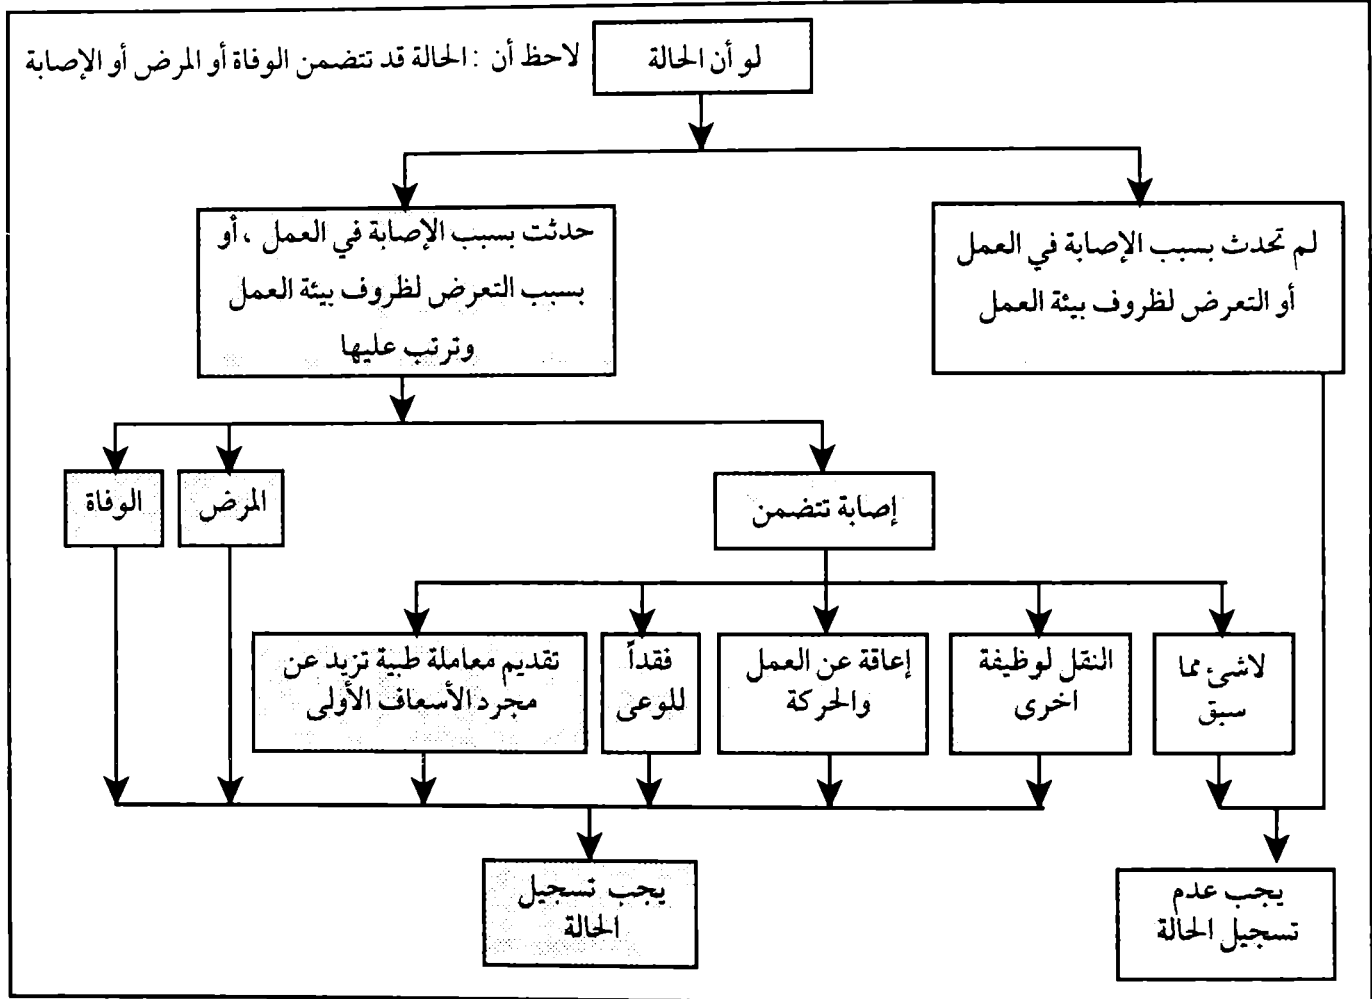 لو أن الحالة
لاحظ أن : الحالة قد تتضمن الوفاة أو المرض أو الإصابة
لم تحدث بسبب الإصابة في العمل
أو التعرض لظروف بيئة العمل
حدثت بسبب الإصابة في العمل ، أو
بسبب التعرض لظروف بيئة العمل
وترتب عليها
إصابة تتضمن
المرض
الوفاة
لاشئ مما
سبق
النقل لوظيفة
اخرى
إعاقة عن العمل
والحركة
فقداً
للوعى
تقديم معاملة طبية تزيد عن
مجرد الأسعاف الأولى
يجب عدم
تسجيل الحالة
يجب تسجيل
الحالة